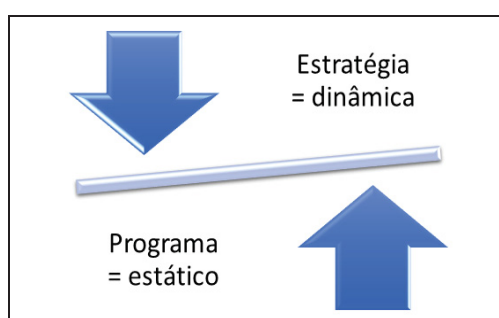 Estratégia
= dinâmica
Programa
= estático